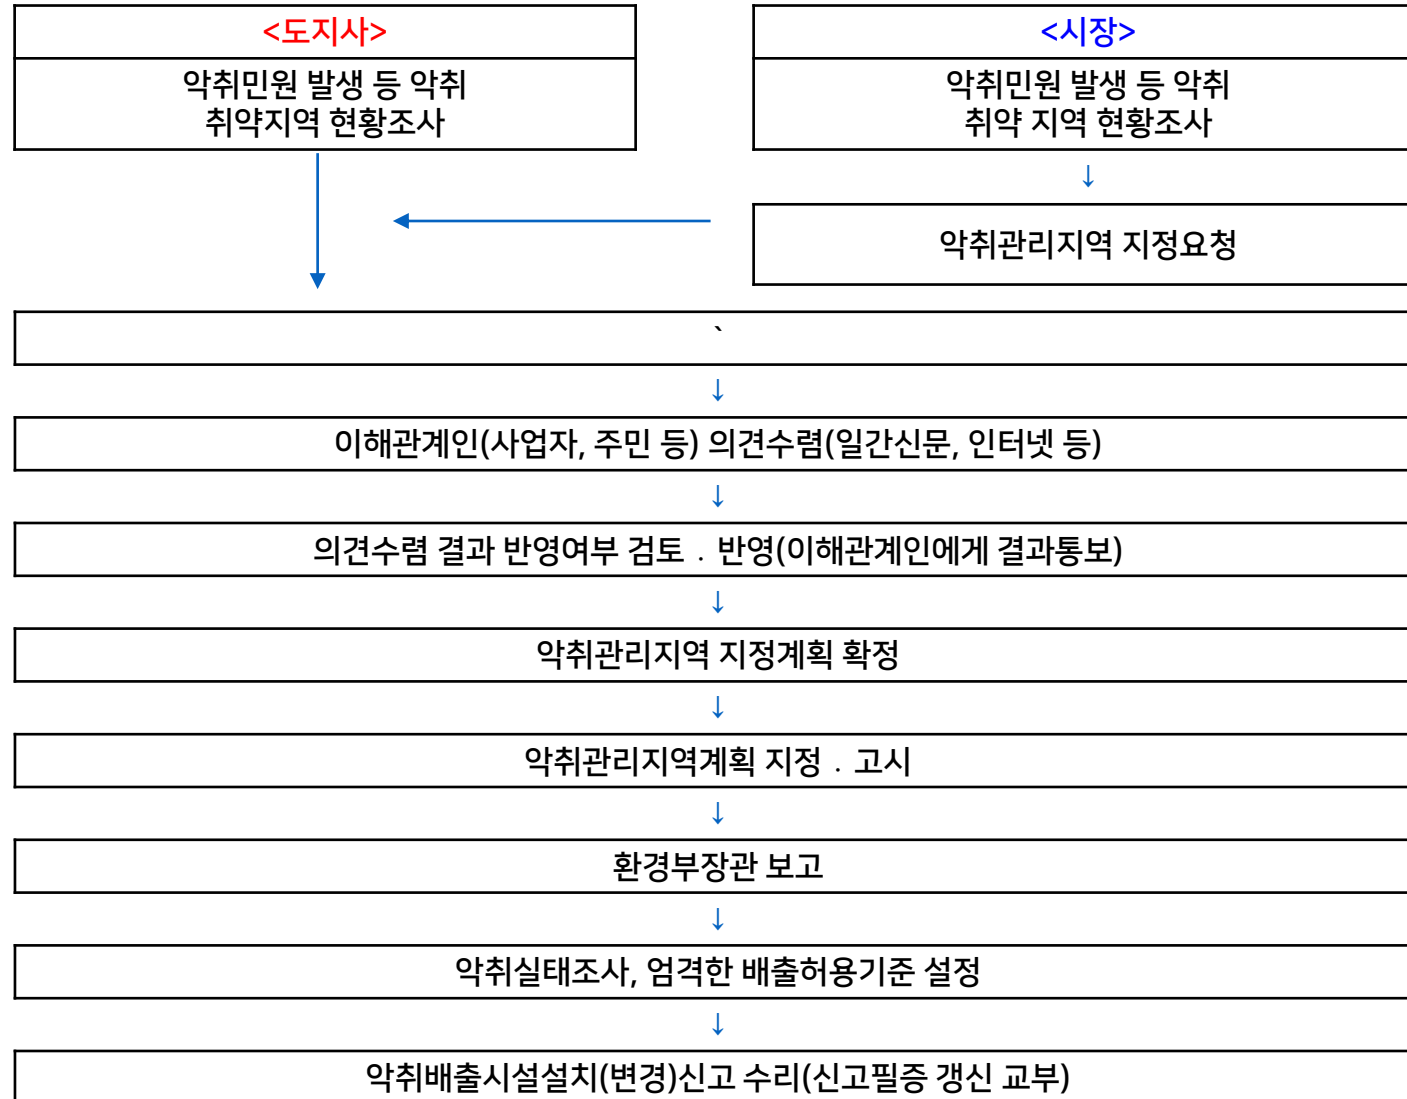 <도지사>
악취민원 발생 등 악취
취약지역 현황조사
<시장>
악취민원 발생 등 악취
취약 지역 현황조사
↓
악취관리지역 지정요청
`
↓
이해관계인(사업자, 주민 등) 의견수렴(일간신문, 인터넷 등)
↓
의견수렴 결과 반영여부 검토 . 반영(이해관계인에게 결과통보)
↓
악취관리지역 지정계획 확정
↓
악취관리지역계획 지정 . 고시
↓
환경부장관 보고
↓
악취실태조사, 엄격한 배출허용기준 설정
↓
악취배출시설설치(변경)신고 수리(신고필증 갱신 교부)